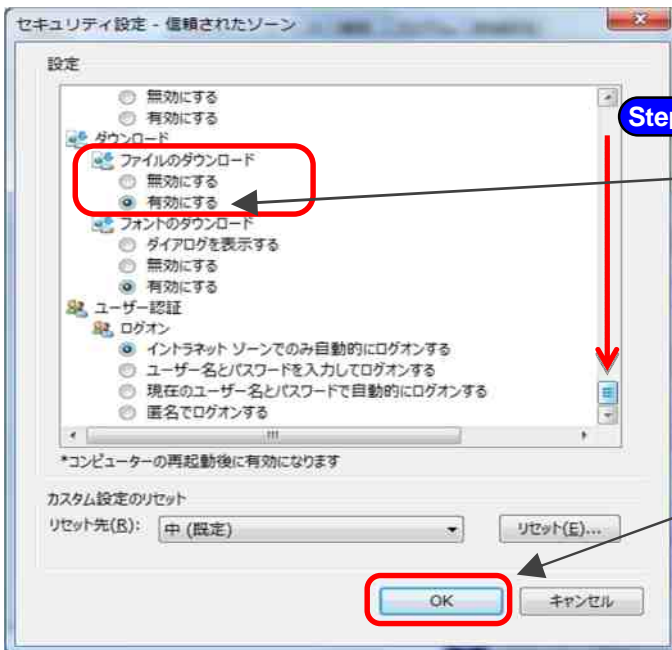 セキュリティ設定 - 信頼されたゾーン
設定
無効にする
有効にする
Step
ダウンロード
ファイルのダウンロード
無効にする
有効にする
フォントのダウンロード
ダイアログを表示する
無効にする
有効にする
ユーザー認証
ログオン
イントラネット ゾーンでのみ自動的にログオンする
ユーザー名とパスワードを入力してログオンする
現在のユーザー名とパスワードで自動的にログオンする
匿名でログオンする
*コンピューターの再起動後に有効になります
カスタム設定のリセット
リセット先(R): 中 (既定) リセット(E)...
OK キャンセル